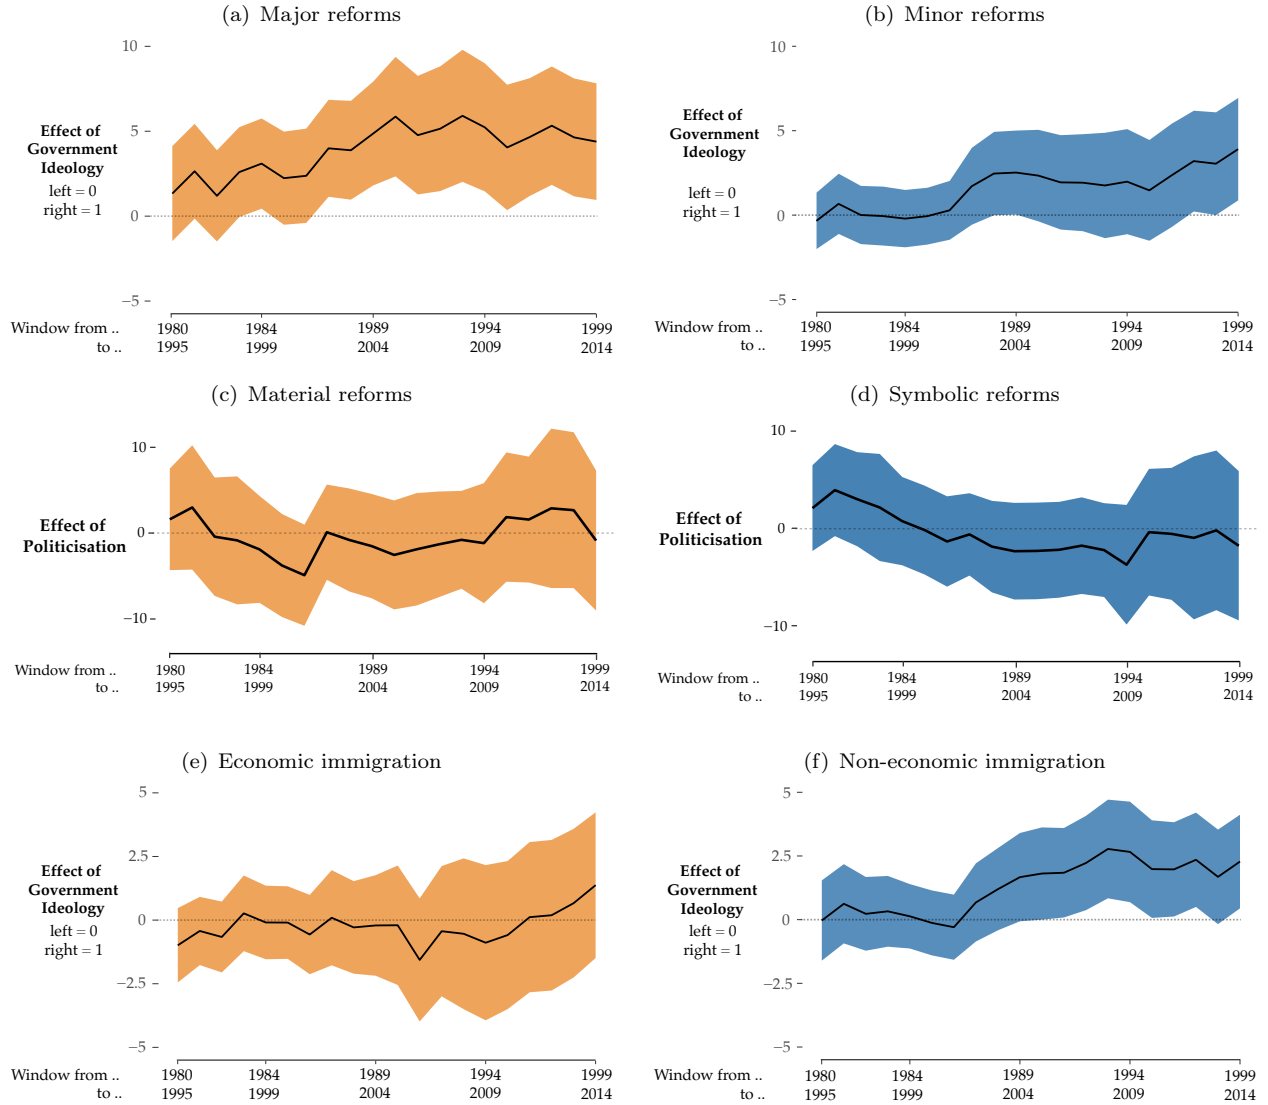 (a) Major reforms
10
5
0
−5
Effect of
Government
Ideology
left = 0
right = 1
Window from ..
to ..
1980 1984 1989 1994 1999
1995 1999 2004 2009 2014
(b) Minor reforms
10
5
0
−5
Effect of
Government
Ideology
left = 0
right = 1
Window from ..
to ..
1980 1984 1989 1994 1999
1995 1999 2004 2009 2014
(c) Material reforms
10
0
−10
Effect of
Politicisation
Window from ..
to ..
1980 1984 1989 1994 1999
1995 1999 2004 2009 2014
(d) Symbolic reforms
10
0
−10
Effect of
Politicisation
Window from ..
to ..
1980 1984 1989 1994 1999
1995 1999 2004 2009 2014
(e) Economic immigration
5
2.5
0
−2.5
−5
Effect of
Government
Ideology
left = 0
right = 1
Window from ..
to ..
1980 1984 1989 1994 1999
1995 1999 2004 2009 2014
(f) Non-economic immigration
5
2.5
0
−2.5
−5
Effect of
Government
Ideology
left = 0
right = 1
Window from ..
to ..
1980 1984 1989 1994 1999
1995 1999 2004 2009 2014